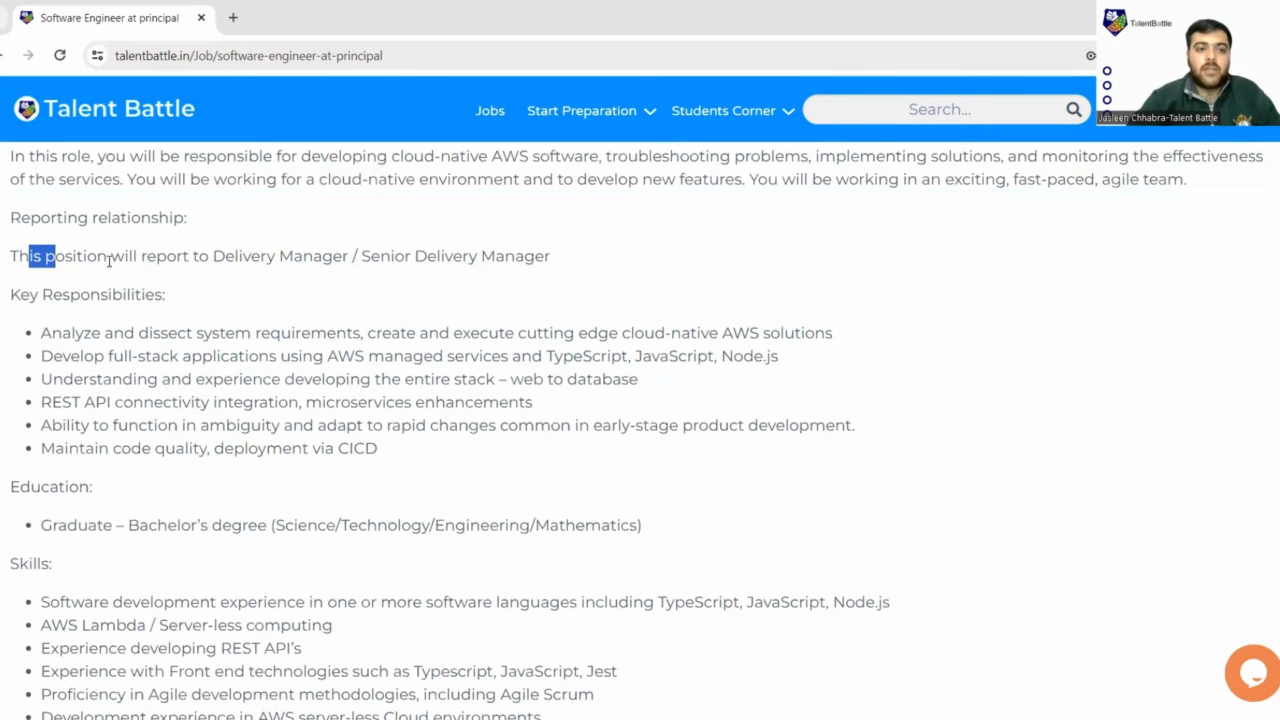 Software Engineer at principal
talentbattle.in/Job/software-engineer-at-principal
TalentBattle
Jasleen Chhabra-Talent Battle
Talent Battle
Jobs
Start Preparation
Students Corner
Search...
In this role, you will be responsible for developing cloud-native AWS software, troubleshooting problems, implementing solutions, and monitoring the effectiveness
of the services. You will be working for a cloud-native environment and to develop new features. You will be working in an exciting, fast-paced, agile team.
Reporting relationship:
This position will report to Delivery Manager / Senior Delivery Manager
Key Responsibilities:
• Analyze and dissect system requirements, create and execute cutting edge cloud-native AWS solutions
• Develop full-stack applications using AWS managed services and TypeScript, JavaScript, Node.js
• Understanding and experience developing the entire stack – web to database
• REST API connectivity integration, microservices enhancements
• Ability to function in ambiguity and adapt to rapid changes common in early-stage product development.
• Maintain code quality, deployment via CICD
Education:
• Graduate – Bachelor’s degree (Science/Technology/Engineering/Mathematics)
Skills:
• Software development experience in one or more software languages including TypeScript, JavaScript, Node.js
• AWS Lambda / Server-less computing
• Experience developing REST API’s
• Experience with Front end technologies such as Typescript, JavaScript, Jest
• Proficiency in Agile development methodologies, including Agile Scrum
• Development experience in AWS server-less Cloud environments